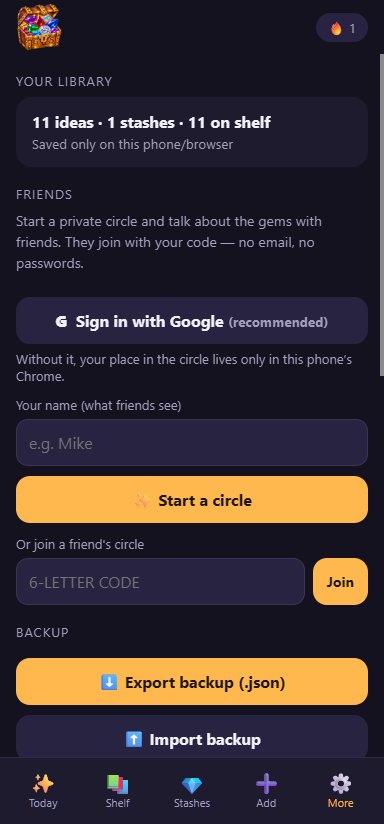 1
YOUR LIBRARY
11 ideas · 1 stashes · 11 on shelf
Saved only on this phone/browser
FRIENDS
Start a private circle and talk about the gems with
friends. They join with your code — no email, no
passwords.
G Sign in with Google (recommended)
Without it, your place in the circle lives only in this phone's
Chrome.
Your name (what friends see)
e.g. Mike
Start a circle
Or join a friend's circle
6-LETTER CODE
Join
BACKUP
Export backup (.json)
Import backup
Today
Shelf
Stashes
Add
More